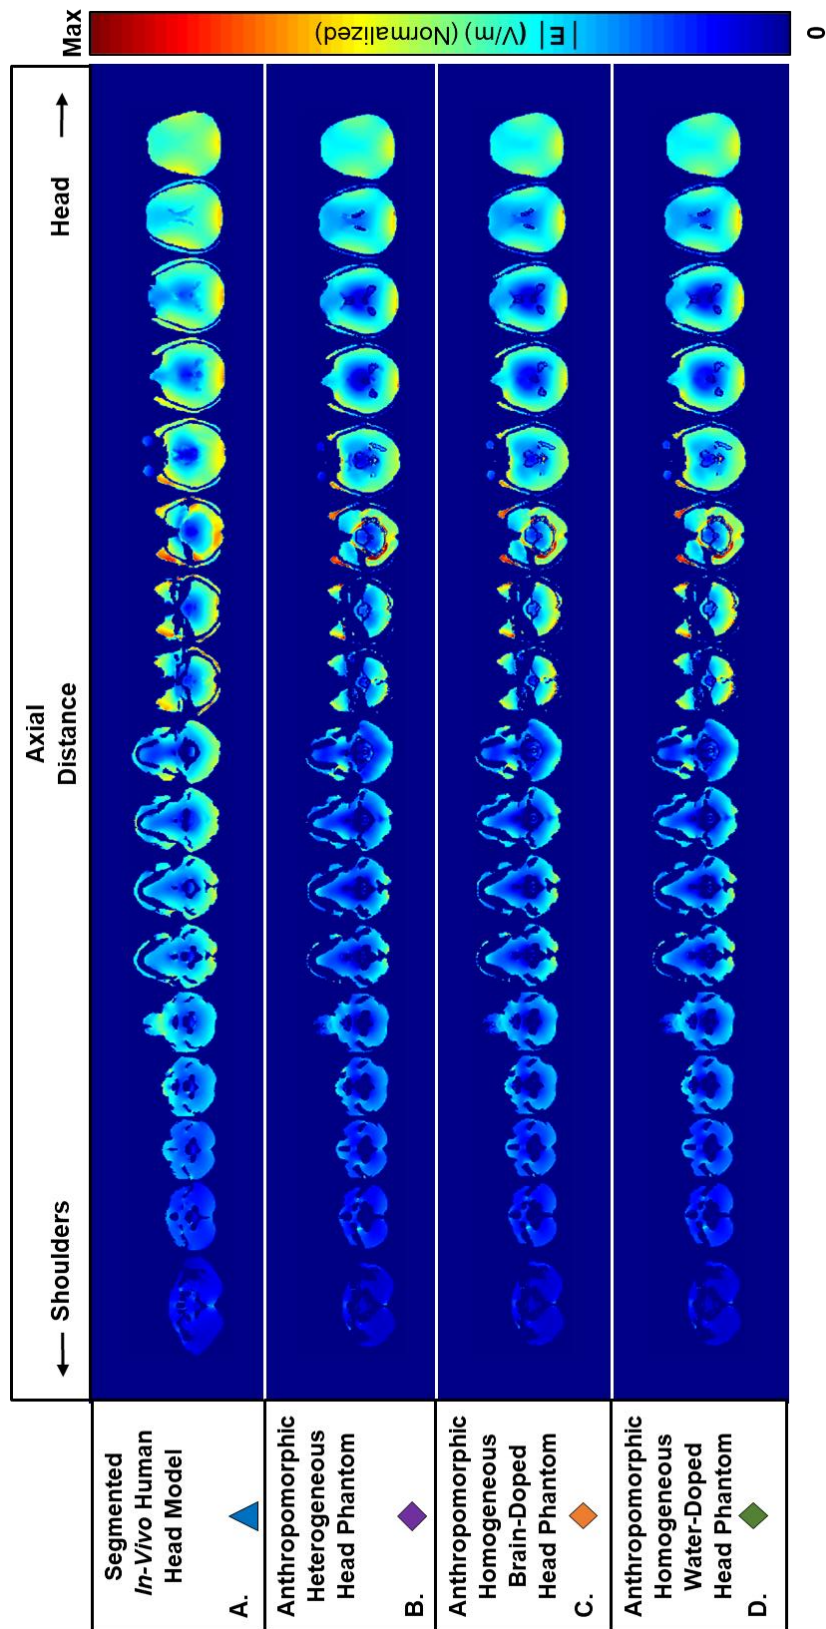 Axial
Distance
← Shoulders
Head →
Max
|E| (V/m) (Normalized)
0
Segmented
In-Vivo Human
Head Model
A.
Anthropomorphic
Heterogeneous
Head Phantom
B.
Anthropomorphic
Homogeneous
Brain-Doped
Head Phantom
C.
Anthropomorphic
Homogeneous
Water-Doped
Head Phantom
D.